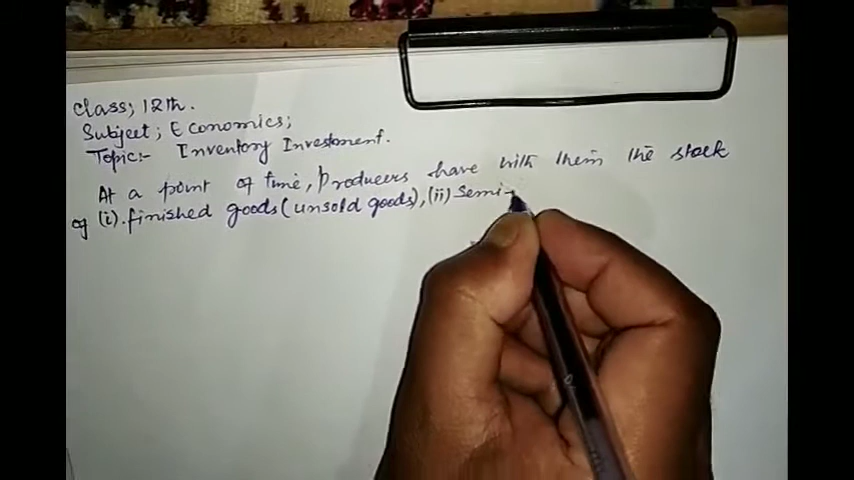 Class; 12th.
Subject; Economics;
Topic:- Inventory Investment.
At a point of time, Producers have with them the stock
of (i). finished goods (unsold goods), (ii) Semi-